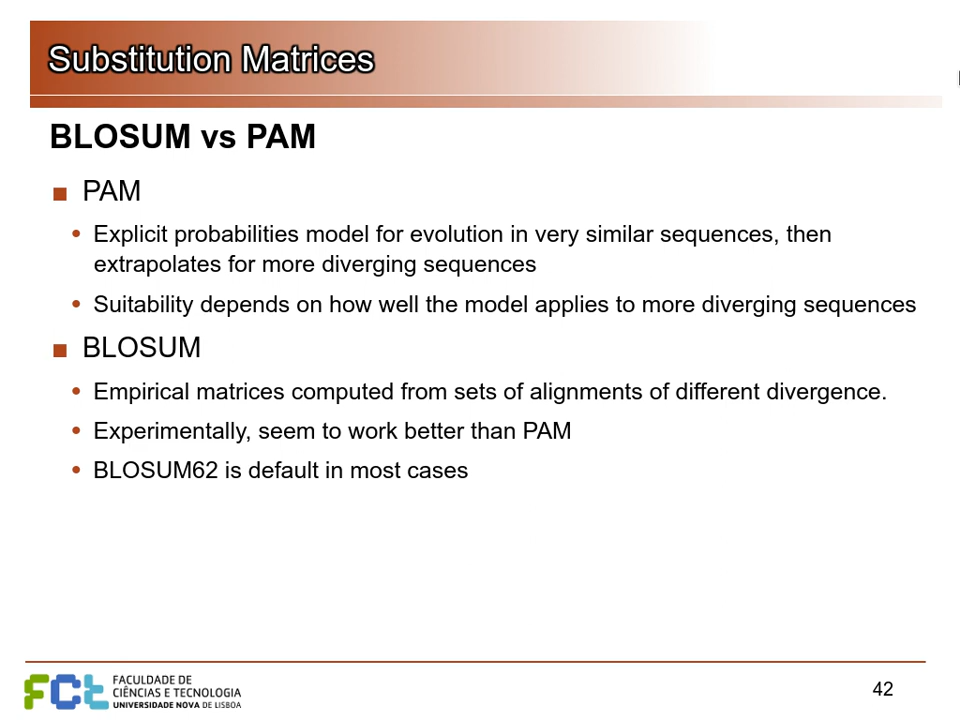 Substitution Matrices
BLOSUM vs PAM
■ PAM
• Explicit probabilities model for evolution in very similar sequences, then
extrapolates for more diverging sequences
• Suitability depends on how well the model applies to more diverging sequences
■ BLOSUM
• Empirical matrices computed from sets of alignments of different divergence.
• Experimentally, seem to work better than PAM
• BLOSUM62 is default in most cases
FCt
FACULDADE DE
CIÊNCIAS E TECNOLOGIA
UNIVERSIDADE NOVA DE LISBOA
42